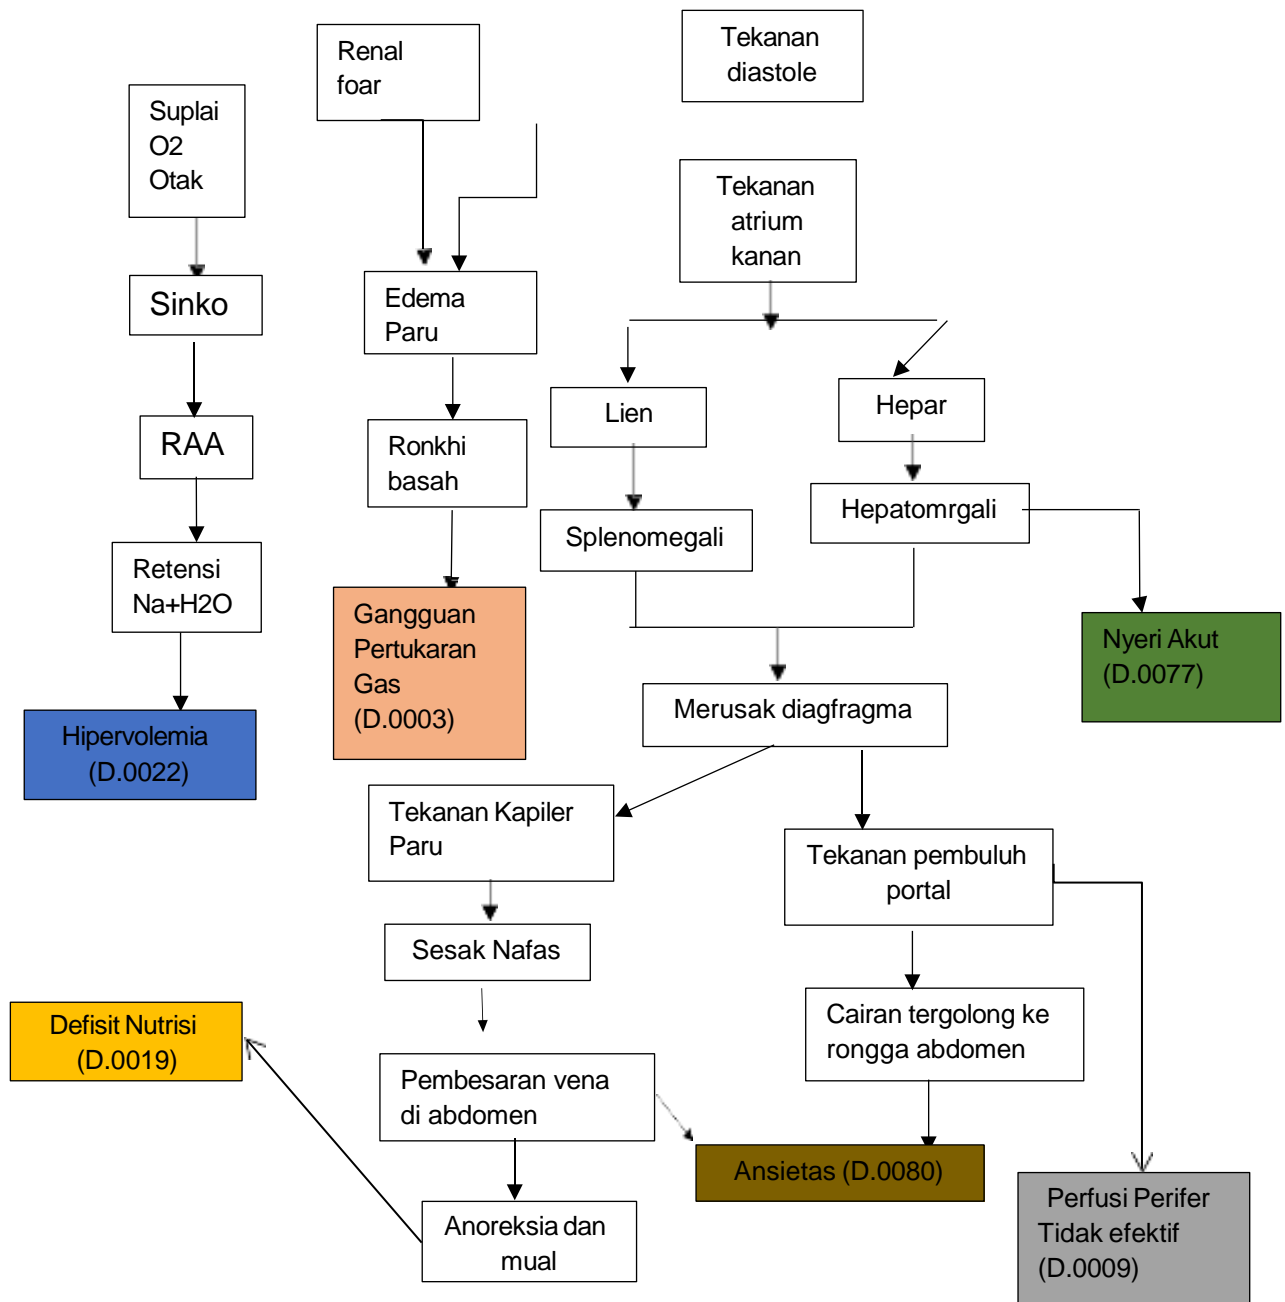 Renal
foar
Tekanan
diastole
Suplai
O2
Otak
Tekanan
atrium
kanan
Sinko
Edema
Paru
Lien
Hepar
RAA
Ronkhi
basah
Splenomegali
Hepatomrgali
Retensi
Na+H2O
Gangguan
Pertukaran
Gas
(D.0003)
Nyeri Akut
(D.0077)
Merusak diagfragma
Hipervolemia
(D.0022)
Tekanan Kapiler
Paru
Tekanan pembuluh
portal
Sesak Nafas
Defisit Nutrisi
(D.0019)
Cairan tergolong ke
rongga abdomen
Pembesaran vena
di abdomen
Ansietas (D.0080)
Perfusi Perifer
Tidak efektif
(D.0009)
Anoreksia dan
mual